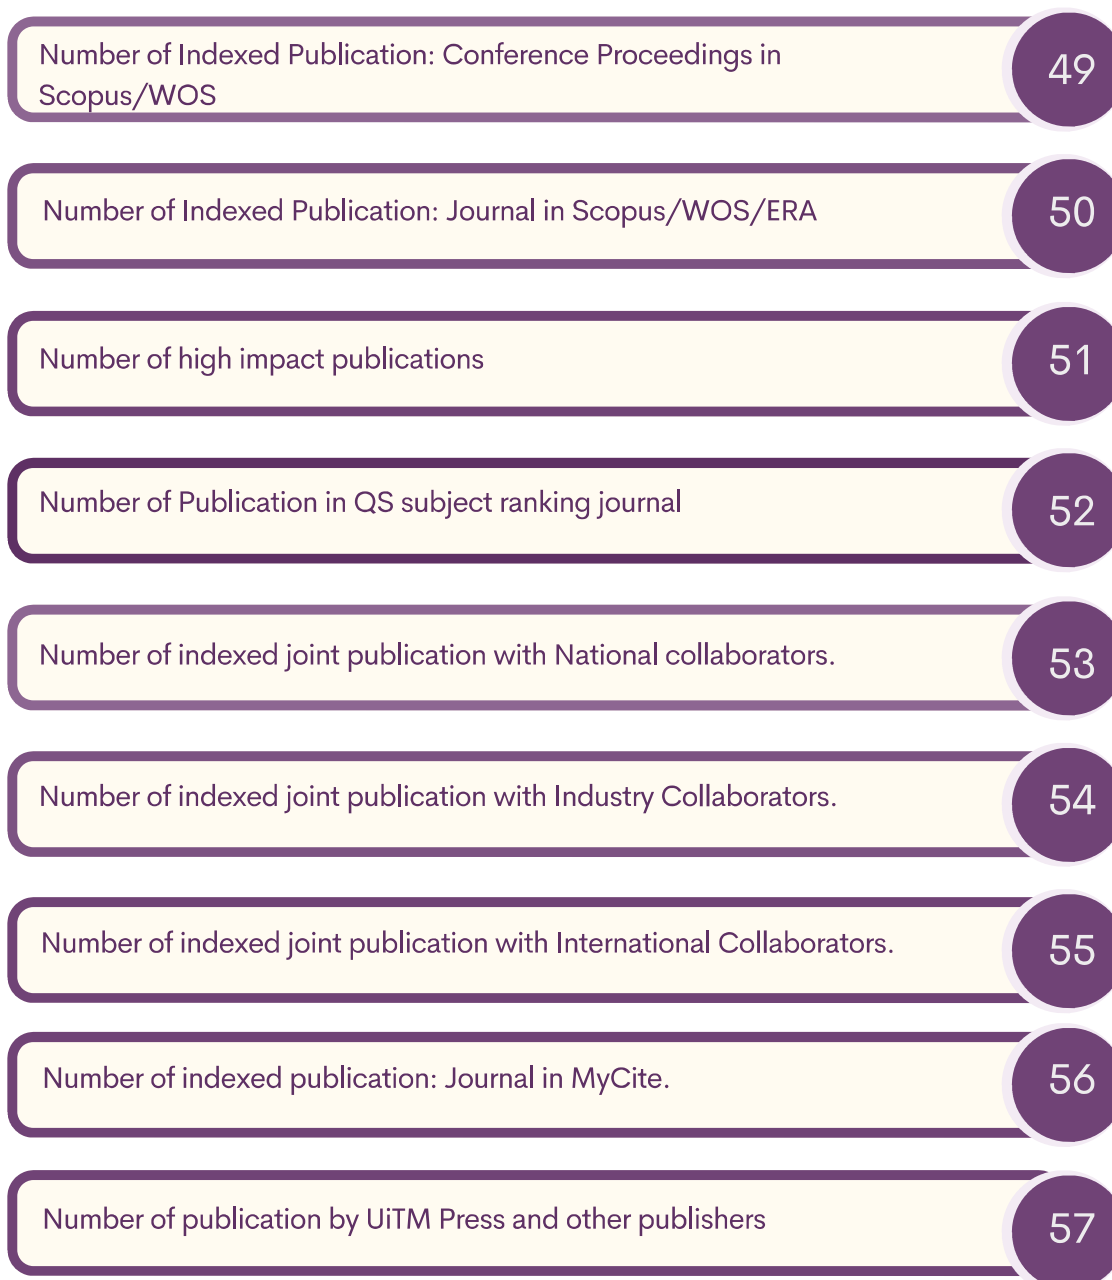 Number of Indexed Publication: Conference Proceedings in
Scopus/WOS
49
Number of Indexed Publication: Journal in Scopus/WOS/ERA
50
Number of high impact publications
51
Number of Publication in QS subject ranking journal
52
Number of indexed joint publication with National collaborators.
53
Number of indexed joint publication with Industry Collaborators.
54
Number of indexed joint publication with International Collaborators.
55
Number of indexed publication: Journal in MyCite.
56
Number of publication by UiTM Press and other publishers
57